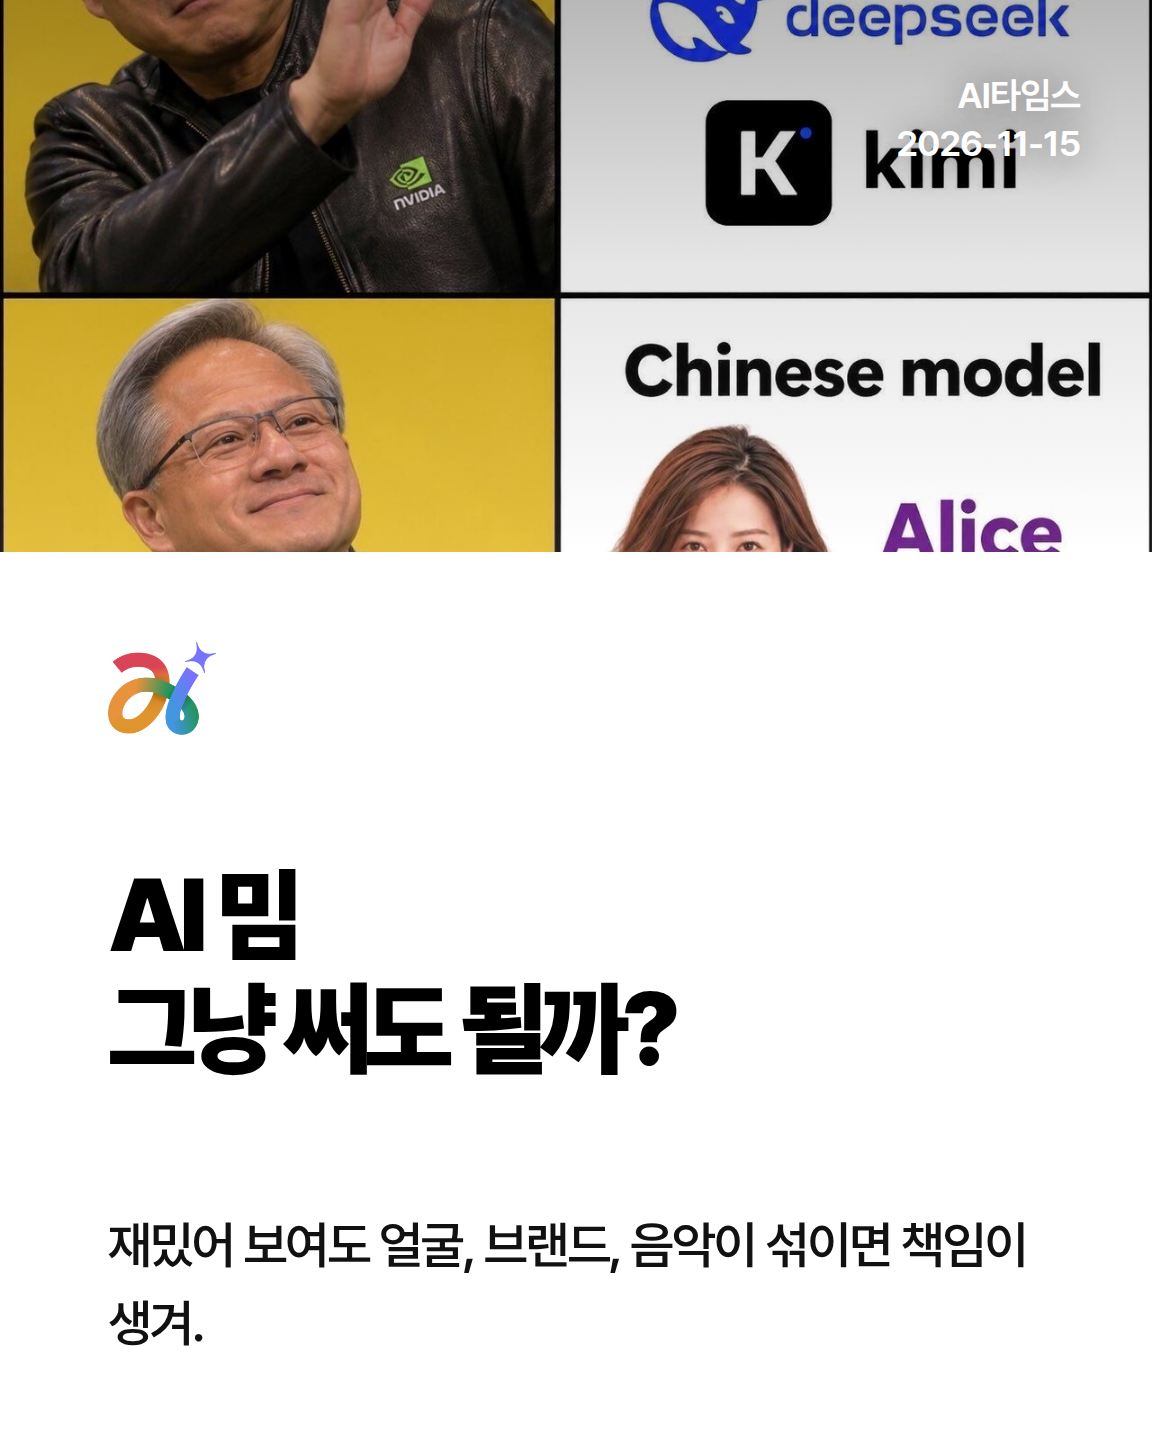 deepseek
AI타임스
2026-11-15
K kimi
NVIDIA
Chinese model
Alice
ai
AI 밈
그냥 써도 될까?
재밌어 보여도 얼굴, 브랜드, 음악이 섞이면 책임이
생겨.